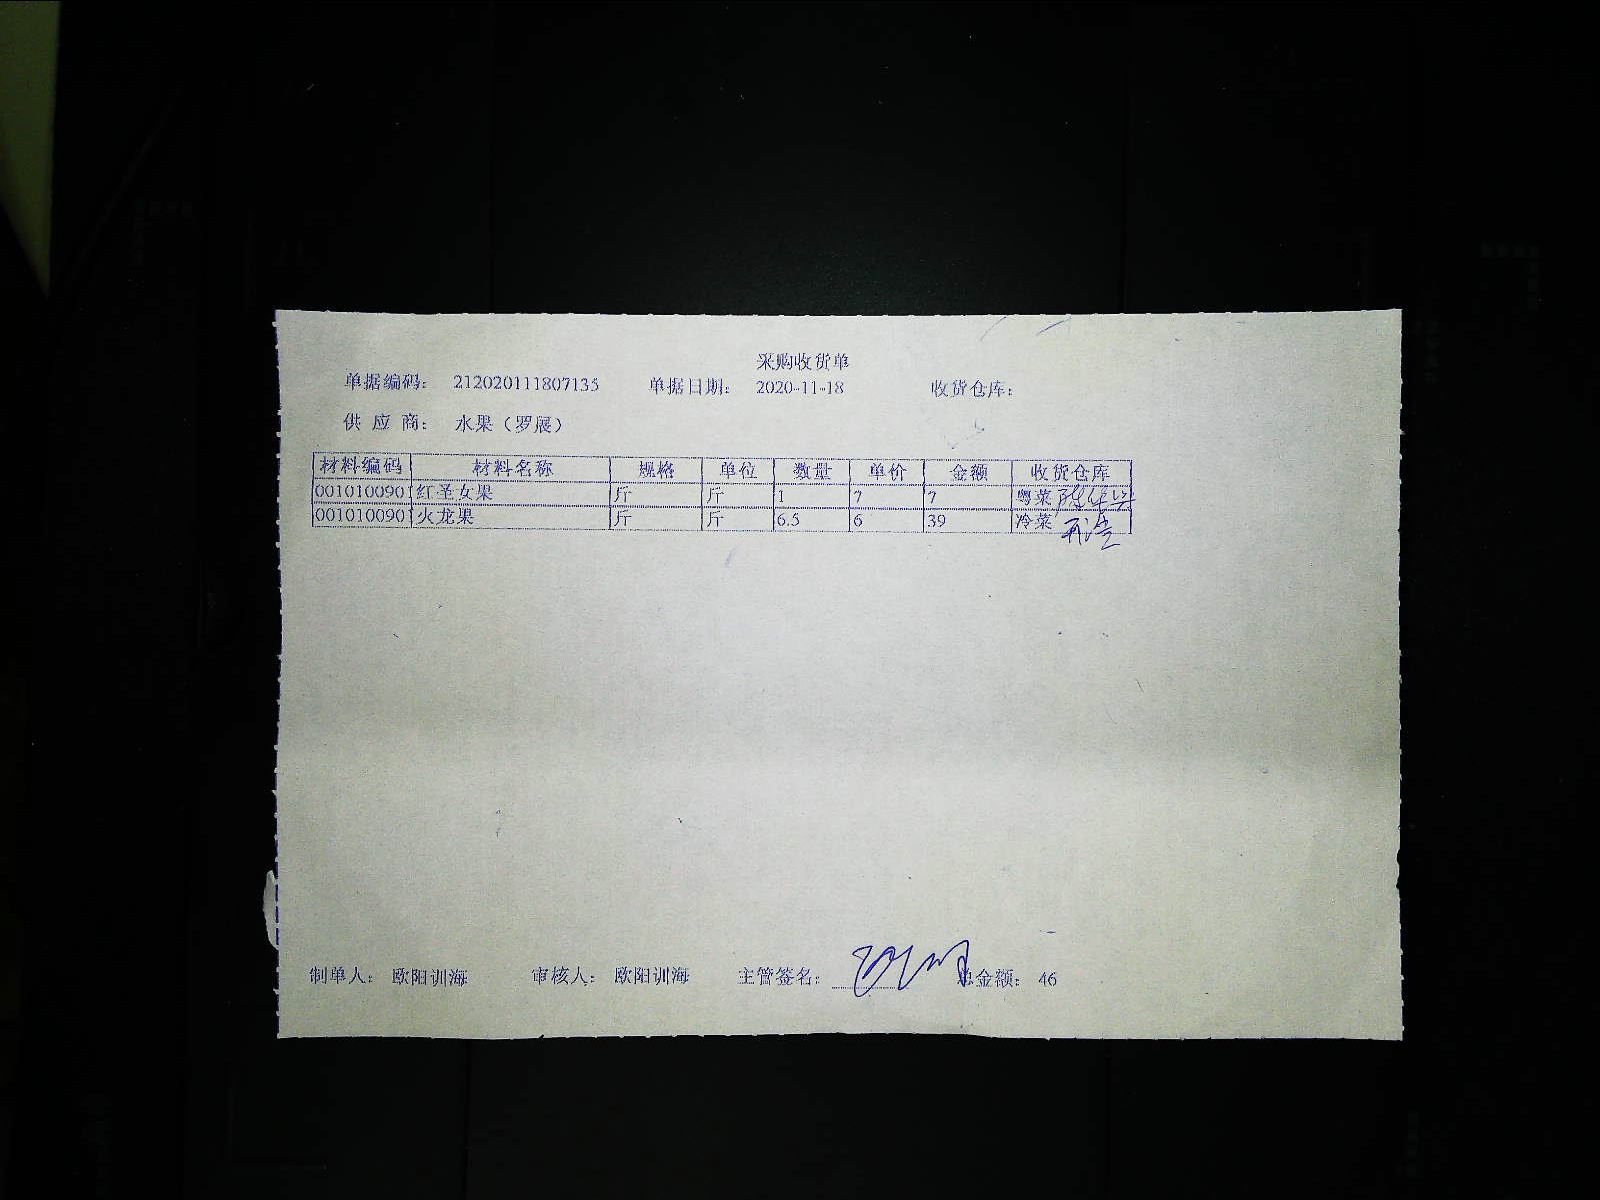 采购收货单
单据编码： 212020111807135 单据日期： 2020-11-18 收货仓库：
供 应 商： 水果（罗展）
材料编码 材料名称 规格 单位 数量 单价 金额 收货仓库
001010090 红圣女果 斤 斤 1 7 7 粤菜
001010090 火龙果 斤 斤 6.5 6 39 冷菜
制单人： 欧阳训海 审核人： 欧阳训海 主管签名： 总金额： 46